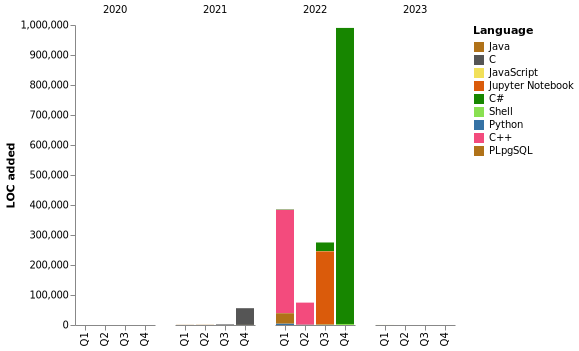 2020 2021 2022 2023
1,000,000
900,000
800,000
700,000
600,000
500,000
400,000
300,000
200,000
100,000
0
LOC added
Q1 Q2 Q3 Q4 Q1 Q2 Q3 Q4 Q1 Q2 Q3 Q4 Q1 Q2 Q3 Q4
Language
Java
C
JavaScript
Jupyter Notebook
C#
Shell
Python
C++
PLpgSQL